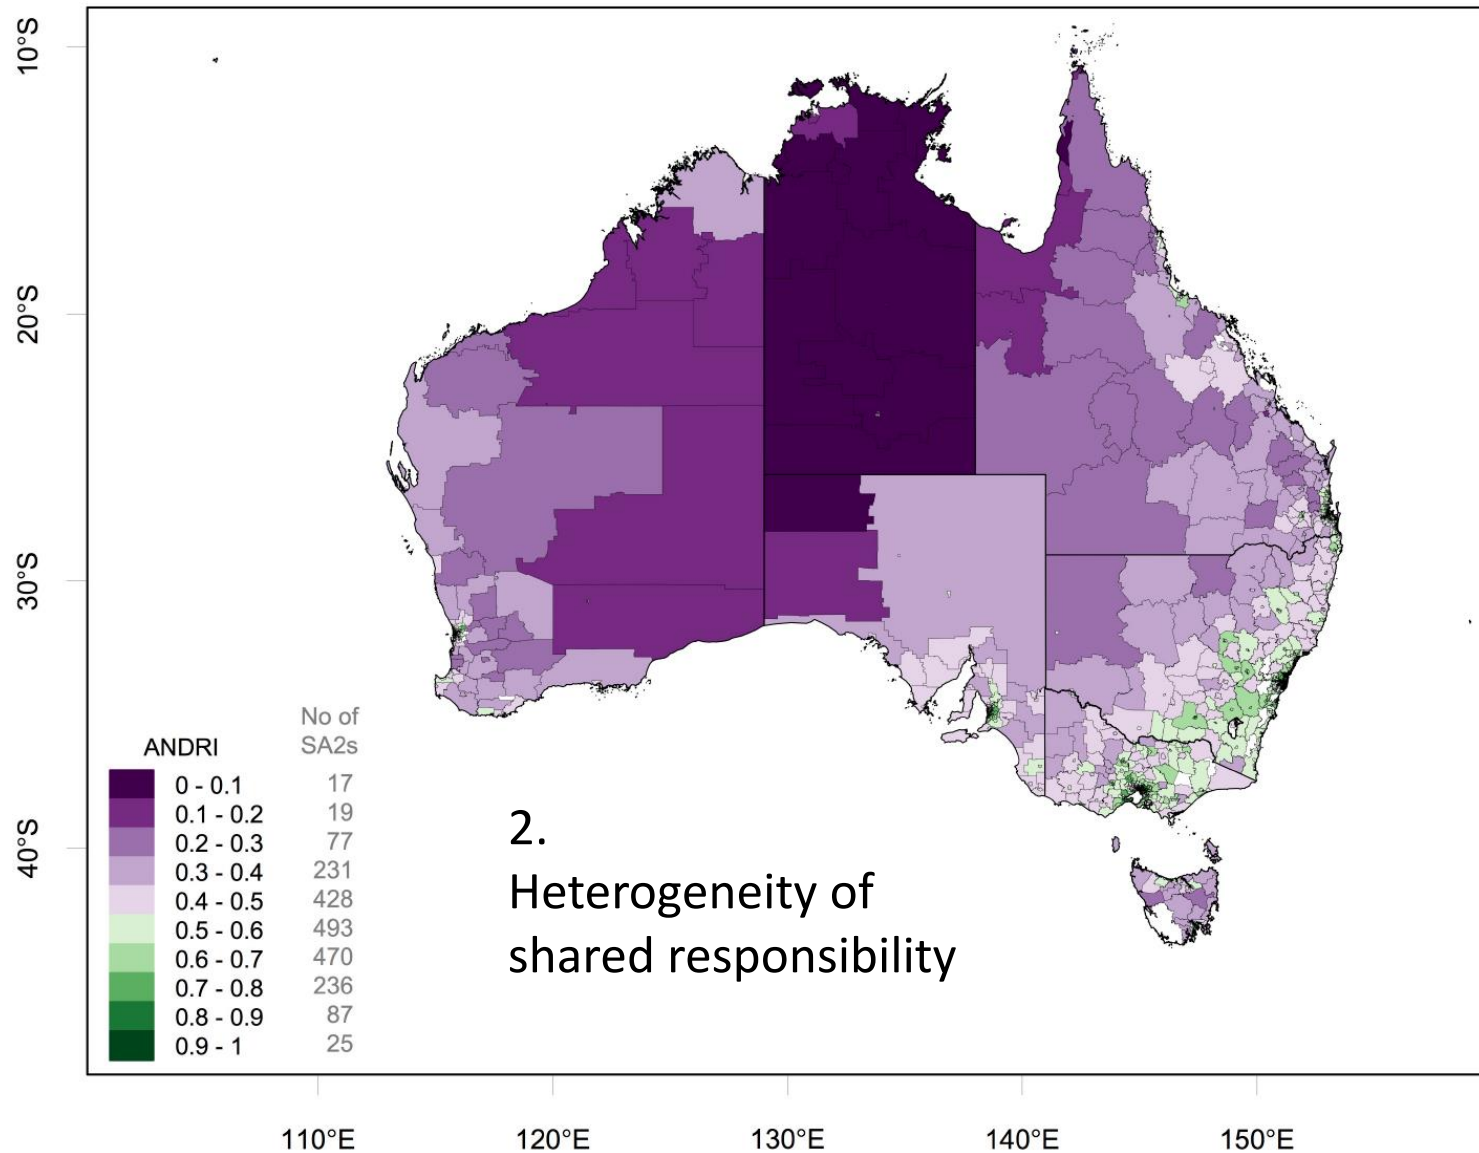 10°S
20°S
30°S
40°S
No of
ANDRI SA2s
0 - 0.1 17
0.1 - 0.2 19
0.2 - 0.3 77
0.3 - 0.4 231
0.4 - 0.5 428
0.5 - 0.6 493
0.6 - 0.7 470
0.7 - 0.8 236
0.8 - 0.9 87
0.9 - 1 25
2.
Heterogeneity of
shared responsibility
110°E 120°E 130°E 140°E 150°E